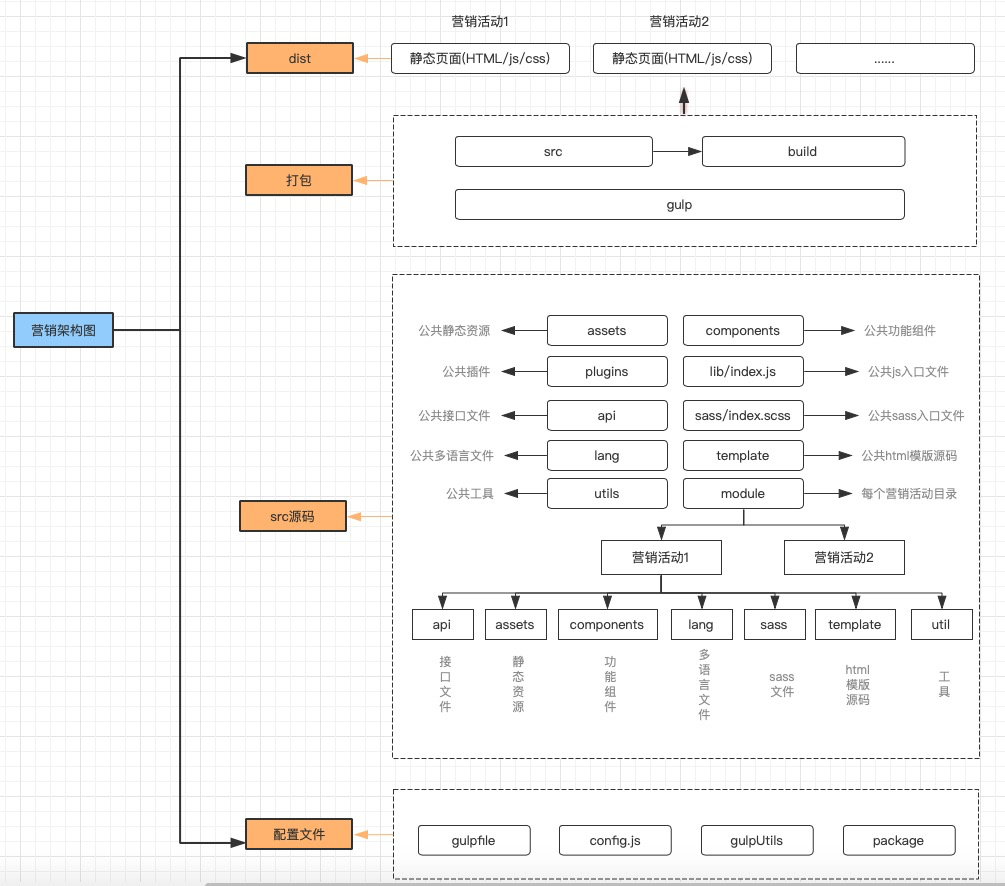 营销活动1
营销活动2
dist
静态页面(HTML/js/css)
静态页面(HTML/js/css)
......
src
build
打包
gulp
营销架构图
公共静态资源
assets
components
公共功能组件
公共插件
plugins
lib/index.js
公共js入口文件
公共接口文件
api
sass/index.scss
公共sass入口文件
公共多语言文件
lang
template
公共html模版源码
公共工具
utils
module
每个营销活动目录
src源码
营销活动1
营销活动2
api
assets
components
lang
sass
template
util
接口文件
静态资源
功能组件
多语言文件
sass
文件
html
模版
源码
工具
配置文件
gulpfile
config.js
gulpUtils
package